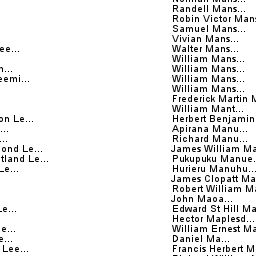 Randell Mans...
Robin Victor Mans
Samuel Mans...
Vivian Mans...
ee... Walter Mans...
William Mans...
William Mans...
eemi... William Mans...
William Mans...
Frederick Martin M
William Mant...
on Le... Herbert Benjamin
... Apirana Manu...
... Richard Manu...
ond Le... James William Ma
tland Le... Pukupuku Manue.
Le... Hurieru Manuhu...
James Clopatt Ma
Robert William Ma
John Maoa...
Le... Edward St Hill Ma
Hector Maplesd...
e... William Ernest Ma
e... Daniel Ma...
Lee... Francis Herbert M